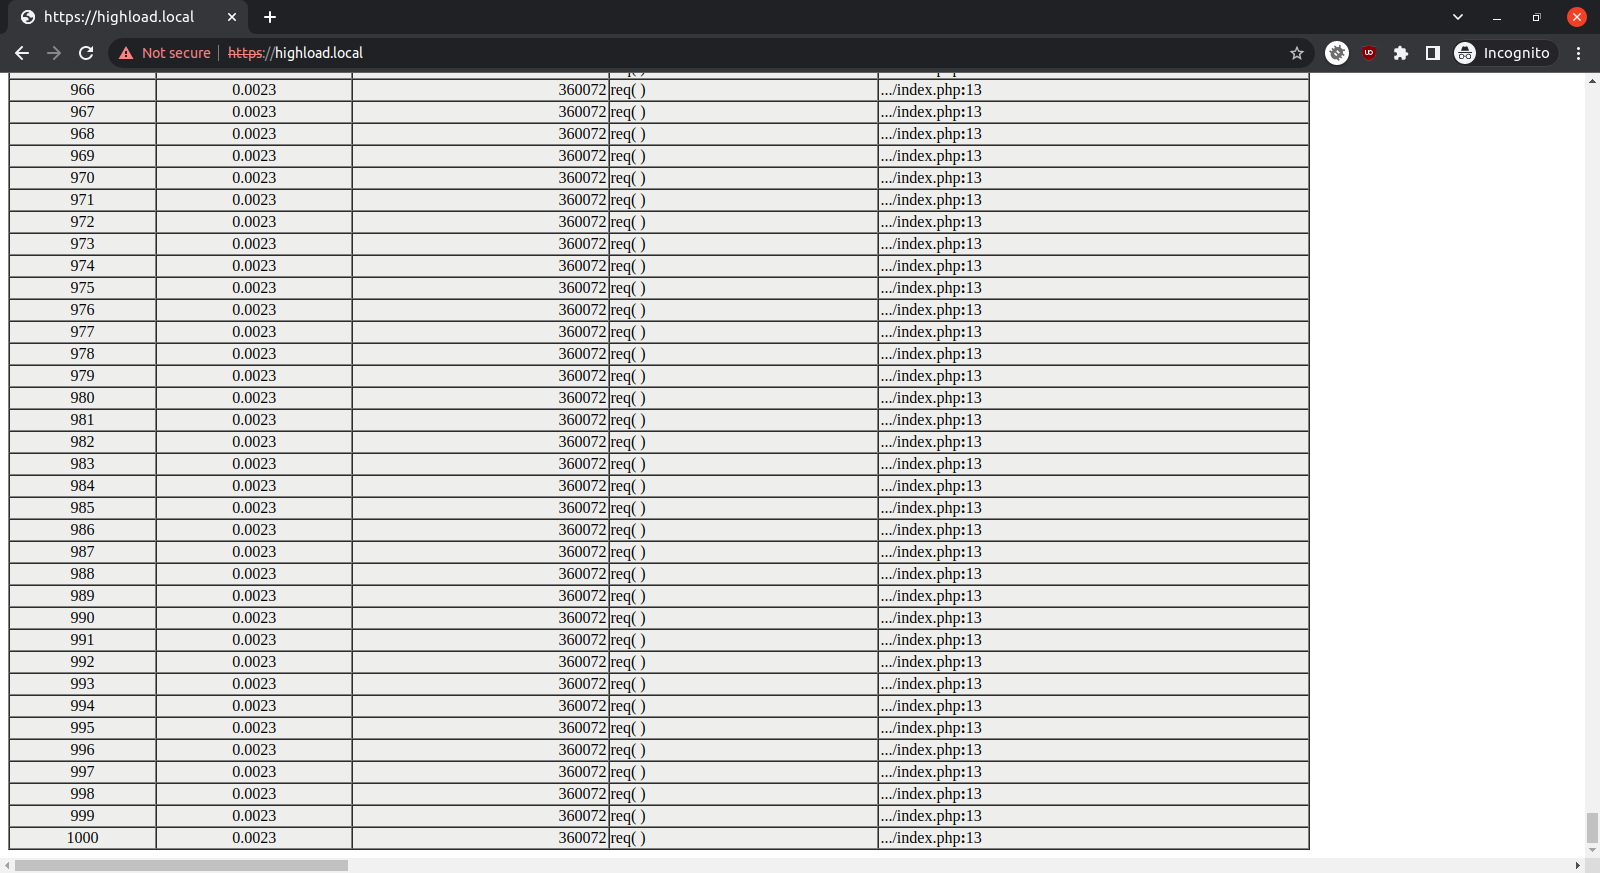 https://highload.local
Not secure https://highload.local Incognito
966 0.0023 360072 req( ) .../index.php:13
967 0.0023 360072 req( ) .../index.php:13
968 0.0023 360072 req( ) .../index.php:13
969 0.0023 360072 req( ) .../index.php:13
970 0.0023 360072 req( ) .../index.php:13
971 0.0023 360072 req( ) .../index.php:13
972 0.0023 360072 req( ) .../index.php:13
973 0.0023 360072 req( ) .../index.php:13
974 0.0023 360072 req( ) .../index.php:13
975 0.0023 360072 req( ) .../index.php:13
976 0.0023 360072 req( ) .../index.php:13
977 0.0023 360072 req( ) .../index.php:13
978 0.0023 360072 req( ) .../index.php:13
979 0.0023 360072 req( ) .../index.php:13
980 0.0023 360072 req( ) .../index.php:13
981 0.0023 360072 req( ) .../index.php:13
982 0.0023 360072 req( ) .../index.php:13
983 0.0023 360072 req( ) .../index.php:13
984 0.0023 360072 req( ) .../index.php:13
985 0.0023 360072 req( ) .../index.php:13
986 0.0023 360072 req( ) .../index.php:13
987 0.0023 360072 req( ) .../index.php:13
988 0.0023 360072 req( ) .../index.php:13
989 0.0023 360072 req( ) .../index.php:13
990 0.0023 360072 req( ) .../index.php:13
991 0.0023 360072 req( ) .../index.php:13
992 0.0023 360072 req( ) .../index.php:13
993 0.0023 360072 req( ) .../index.php:13
994 0.0023 360072 req( ) .../index.php:13
995 0.0023 360072 req( ) .../index.php:13
996 0.0023 360072 req( ) .../index.php:13
997 0.0023 360072 req( ) .../index.php:13
998 0.0023 360072 req( ) .../index.php:13
999 0.0023 360072 req( ) .../index.php:13
1000 0.0023 360072 req( ) .../index.php:13